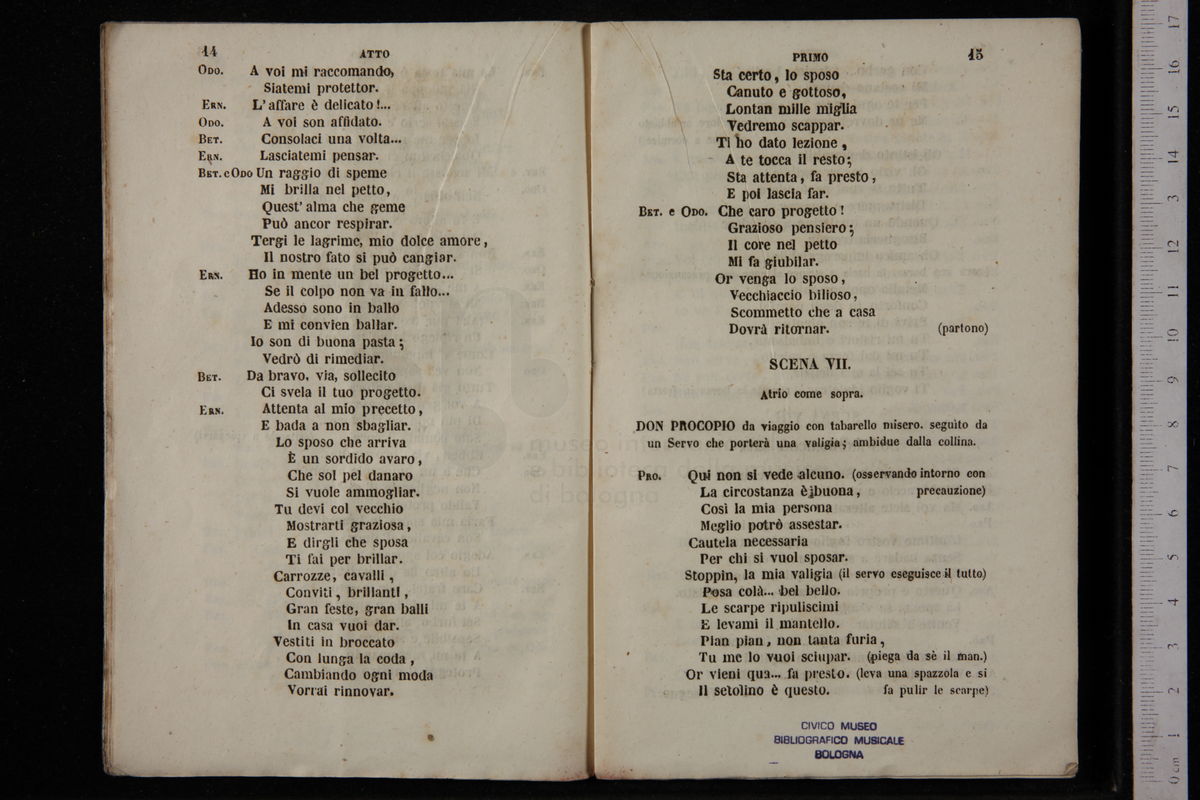 14
ATTO
Odo. A voi mi raccomando,
Siatemi protettor.
Ern. L'affare è delicato!...
Odo. A voi son affidato.
Bet. Consolaci una volta...
Ern. Lasciatemi pensar.
Bet. e Odo Un raggio di speme
Mi brilla nel petto,
Quest'alma che geme
Può ancor respirar.
Tergi le lagrime, mio dolce amore,
Il nostro fato si può cangiar.
Ern. Ho in mente un bel progetto...
Se il colpo non va in fallo...
Adesso sono in ballo
E mi convien ballar.
Io son di buona pasta;
Vedrò di rimediar.
Bet. Da bravo, via, sollecito
Ci svela il tuo progetto.
Ern. Attenta al mio precetto,
E bada a non sbagliar.
Lo sposo che arriva
È un sordido avaro,
Che sol pel danaro
Si vuole ammogliar.
Tu devi col vecchio
Mostrarti graziosa,
E dirgli che sposa
Ti fai per brillar.
Carrozze, cavalli,
Conviti, brillanti,
Gran feste, gran balli
In casa vuoi dar.
Vestiti in broccato
Con lunga la coda,
Cambiando ogni moda
Vorrai rinnovar.
PRIMO
15
Sta certo, lo sposo
Canuto e gottoso,
Lontan mille miglia
Vedremo scappar.
Ti ho dato lezione,
A te tocca il resto;
Sta attenta, fa presto,
E poi lascia far.
Bet. e Odo. Che caro progetto!
Grazioso pensiero;
Il core nel petto
Mi fa giubilar.
Or venga lo sposo,
Vecchiaccio bilioso,
Scommetto che a casa
Dovrà ritornar. (partono)
SCENA VII.
Atrio come sopra.
DON PROCOPIO da viaggio con tabarello misero. seguìto da
un Servo che porterà una valigia; ambidue dalla collina.
Pro. Qui non si vede alcuno. (osservando intorno con
La circostanza è buona, precauzione)
Così la mia persona
Meglio potrò assestar.
Cautela necessaria
Per chi si vuol sposar.
Stoppin, la mia valigia (il servo eseguisce il tutto)
Posa colà... bel bello.
Le scarpe ripuliscimi
E levami il mantello.
Pian pian, non tanta furia,
Tu me lo vuoi sciupar. (piega da sè il man.)
Or vieni qua... fa presto. (leva una spazzola e si
Il setolino è questo. fa pulir le scarpe)
CIVICO MUSEO
BIBLIOGRAFICO MUSICALE
BOLOGNA